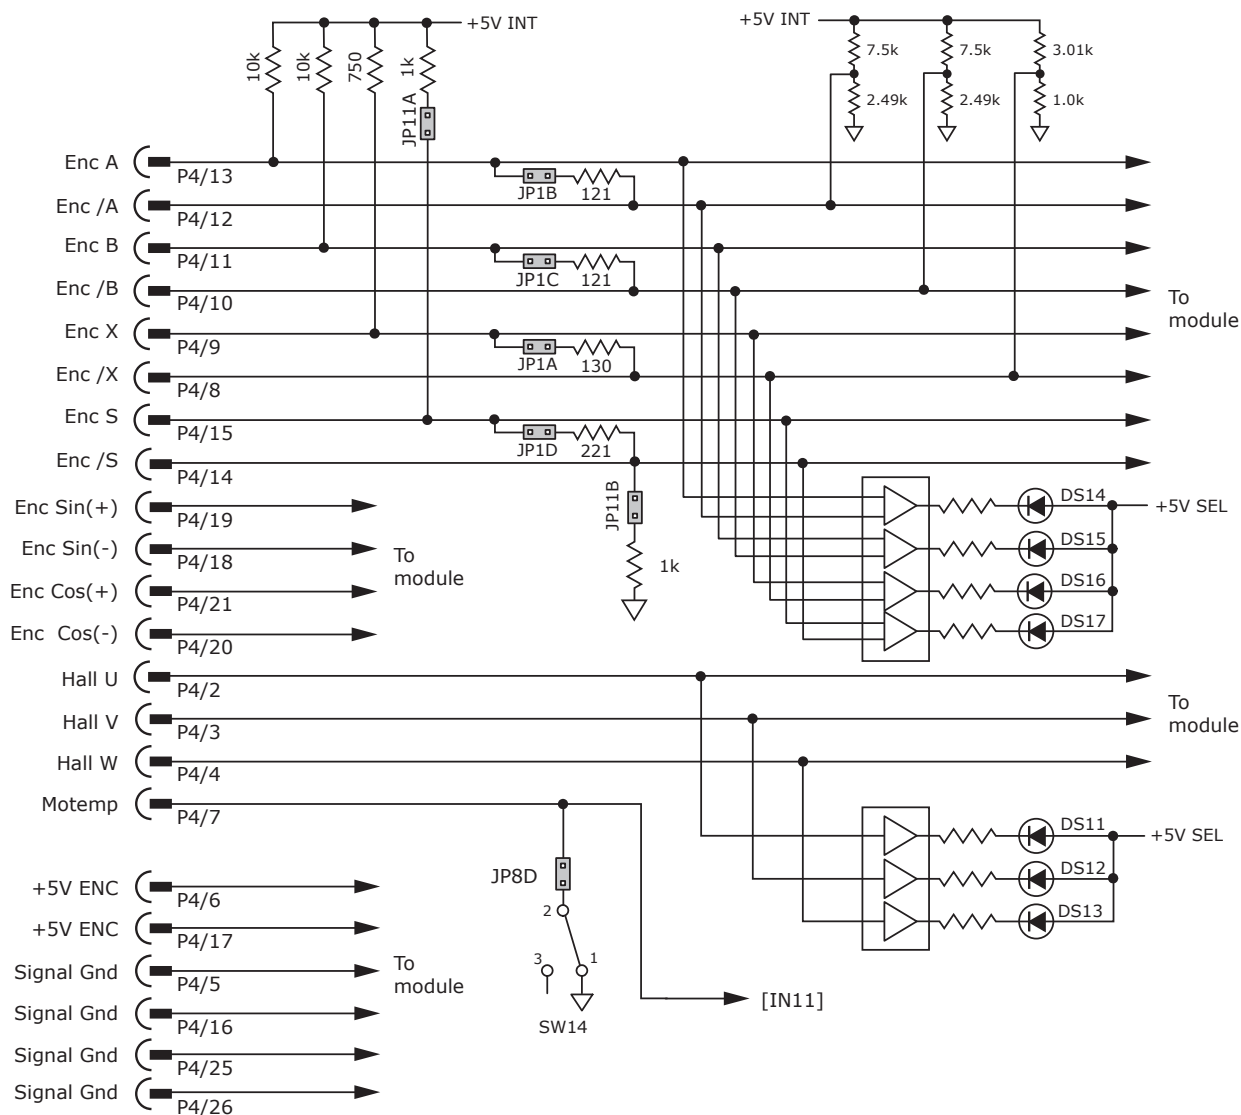 +5V INT
+5V INT
10k
10k
750
1k
JP11A
7.5k
7.5k
3.01k
2.49k
2.49k
1.0k
Enc A
P4/13
JP1B
121
Enc /A
P4/12
Enc B
P4/11
JP1C
121
Enc /B
P4/10
To
module
Enc X
P4/9
JP1A
130
Enc /X
P4/8
Enc S
P4/15
JP1D
221
Enc /S
P4/14
JP11B
1k
DS14
+5V SEL
DS15
DS16
DS17
Enc Sin(+)
P4/19
Enc Sin(-)
P4/18
To
module
Enc Cos(+)
P4/21
Enc Cos(-)
P4/20
Hall U
P4/2
To
module
Hall V
P4/3
Hall W
P4/4
Motemp
P4/7
DS11
+5V SEL
DS12
DS13
JP8D
2
3
1
SW14
[IN11]
+5V ENC
P4/6
+5V ENC
P4/17
To
module
Signal Gnd
P4/5
Signal Gnd
P4/16
Signal Gnd
P4/25
Signal Gnd
P4/26